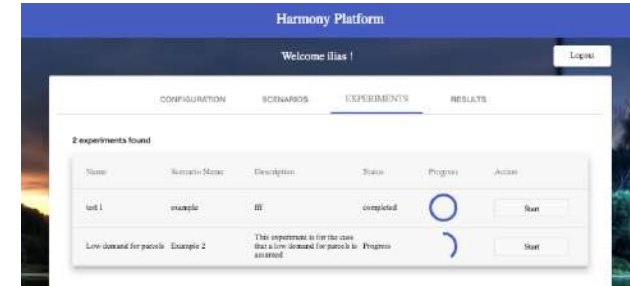 Harmony Platform
Welcome ilias !
Logout
CONFIGURATION SCENARIOS EXPERIMENTS RESULTS
2 experiments found
Name Scenario Name Description Status Progress Action
test 1 example fff completed Start
This experiment is for the case
Low demand for parcels Example 2 that a low demand for parcels is Progress Start
assumed